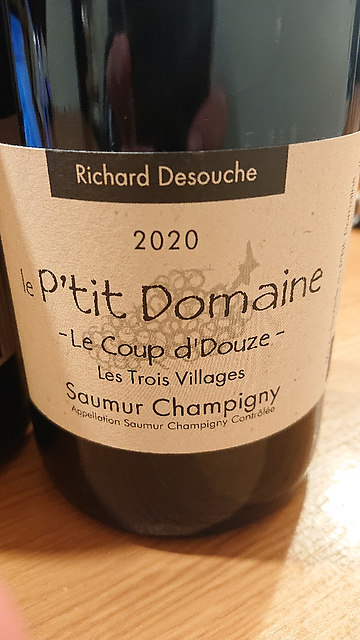 Richard Desouche
2020
le P'tit Domaine
-Le Coup d'Douze-
Les Trois Villages
Saumur Champigny
Appellation Saumur Champigny Contrôlée